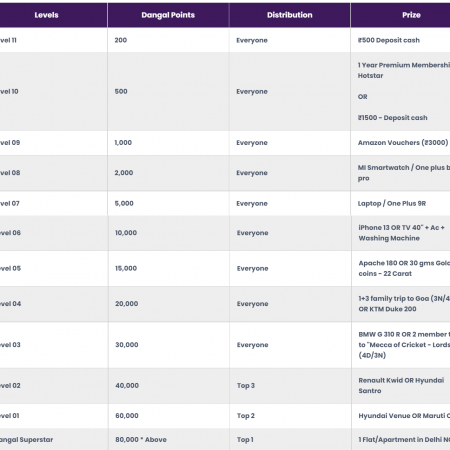 Levels Dangal Points Distribution Prize
vel 11 200 Everyone ₹500 Deposit cash
vel 10 500 Everyone 1 Year Premium Membershi
Hotstar
OR
₹1500 - Deposit cash
vel 09 1,000 Everyone Amazon Vouchers (₹3000)
vel 08 2,000 Everyone MI Smartwatch / One plus b
pro
vel 07 5,000 Everyone Laptop / One Plus 9R
vel 06 10,000 Everyone iPhone 13 OR TV 40" + Ac +
Washing Machine
vel 05 15,000 Everyone Apache 180 OR 30 gms Gol
coins - 22 Carat
vel 04 20,000 Everyone 1+3 family trip to Goa (3N/4
OR KTM Duke 200
vel 03 30,000 Everyone BMW G 310 R OR 2 member t
to "Mecca of Cricket - Lords
(4D/3N)
vel 02 40,000 Top 3 Renault Kwid OR Hyundai
Santro
vel 01 60,000 Top 2 Hyundai Venue OR Maruti C
angal Superstar 80,000 * Above Top 1 1 Flat/Apartment in Delhi N